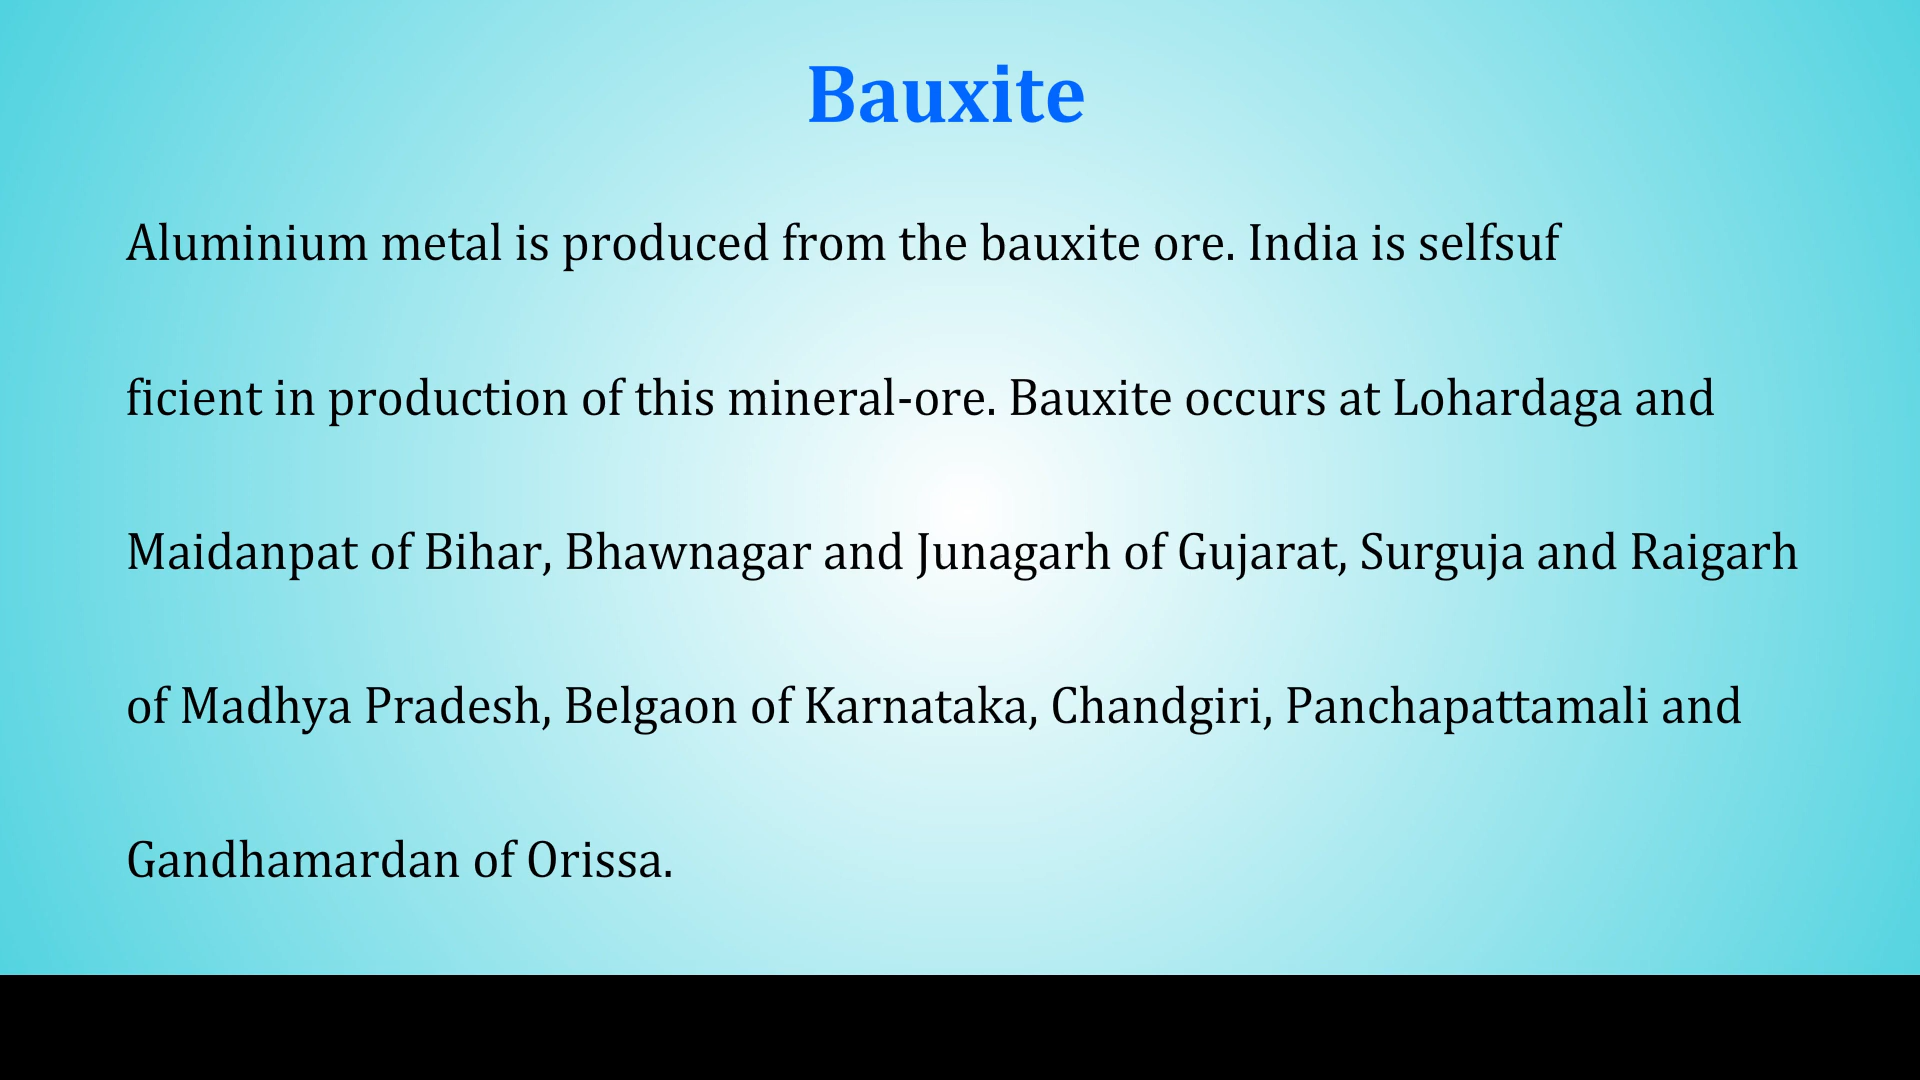 Bauxite
Aluminium metal is produced from the bauxite ore. India is selfsuf
ficient in production of this mineral-ore. Bauxite occurs at Lohardaga and
Maidanpat of Bihar, Bhawnagar and Junagarh of Gujarat, Surguja and Raigarh
of Madhya Pradesh, Belgaon of Karnataka, Chandgiri, Panchapattamali and
Gandhamardan of Orissa.